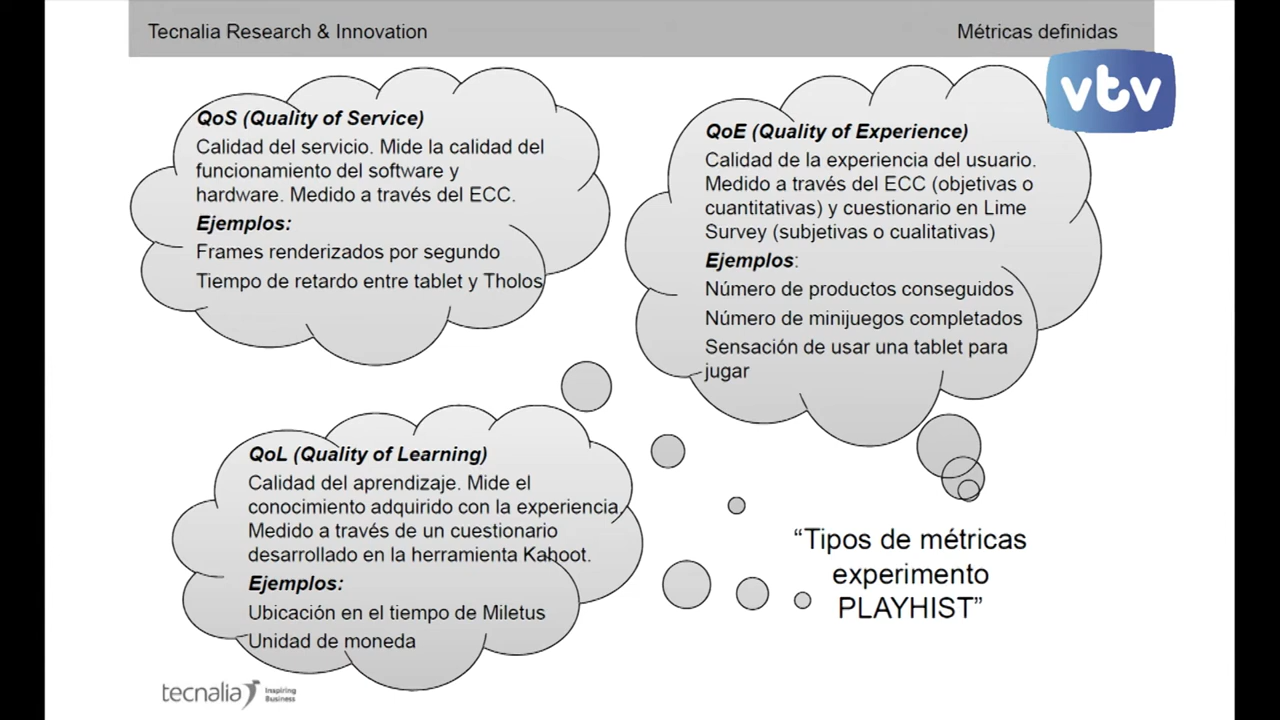 Tecnalia Research & Innovation
Métricas definidas
vtv
QoS (Quality of Service)
Calidad del servicio. Mide la calidad del
funcionamiento del software y
hardware. Medido a través del ECC.
Ejemplos:
Frames renderizados por segundo
Tiempo de retardo entre tablet y Tholos
QoE (Quality of Experience)
Calidad de la experiencia del usuario.
Medido a través del ECC (objetivas o
cuantitativas) y cuestionario en Lime
Survey (subjetivas o cualitativas)
Ejemplos:
Número de productos conseguidos
Número de minijuegos completados
Sensación de usar una tablet para
jugar
QoL (Quality of Learning)
Calidad del aprendizaje. Mide el
conocimiento adquirido con la experiencia.
Medido a través de un cuestionario
desarrollado en la herramienta Kahoot.
Ejemplos:
Ubicación en el tiempo de Miletus
Unidad de moneda
“Tipos de métricas
experimento
PLAYHIST”
tecnalia
Inspiring
Business